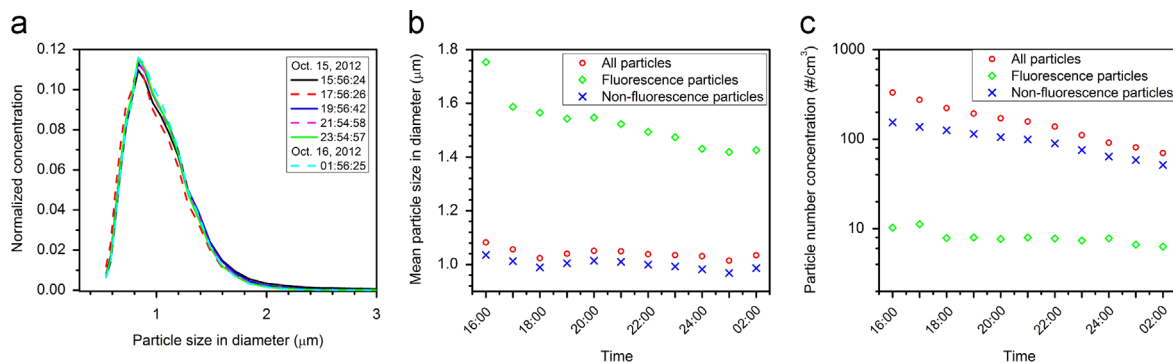 a
0.12
0.10
0.08
0.06
0.04
0.02
0.00
Normalized concentration
1
2
3
Particle size in diameter (μm)
Oct. 15, 2012
15:56:24
17:56:26
19:56:42
21:54:58
23:54:57
Oct. 16, 2012
01:56:25
b
1.8
1.6
1.4
1.2
1.0
Mean particle size in diameter (μm)
All particles
Fluorescence particles
Non-fluorescence particles
16:00
18:00
20:00
22:00
24:00
02:00
Time
c
1000
100
10
1
Particle number concentration (#/cm³)
All particles
Fluorescence particles
Non-fluorescence particles
16:00
18:00
20:00
22:00
24:00
02:00
Time